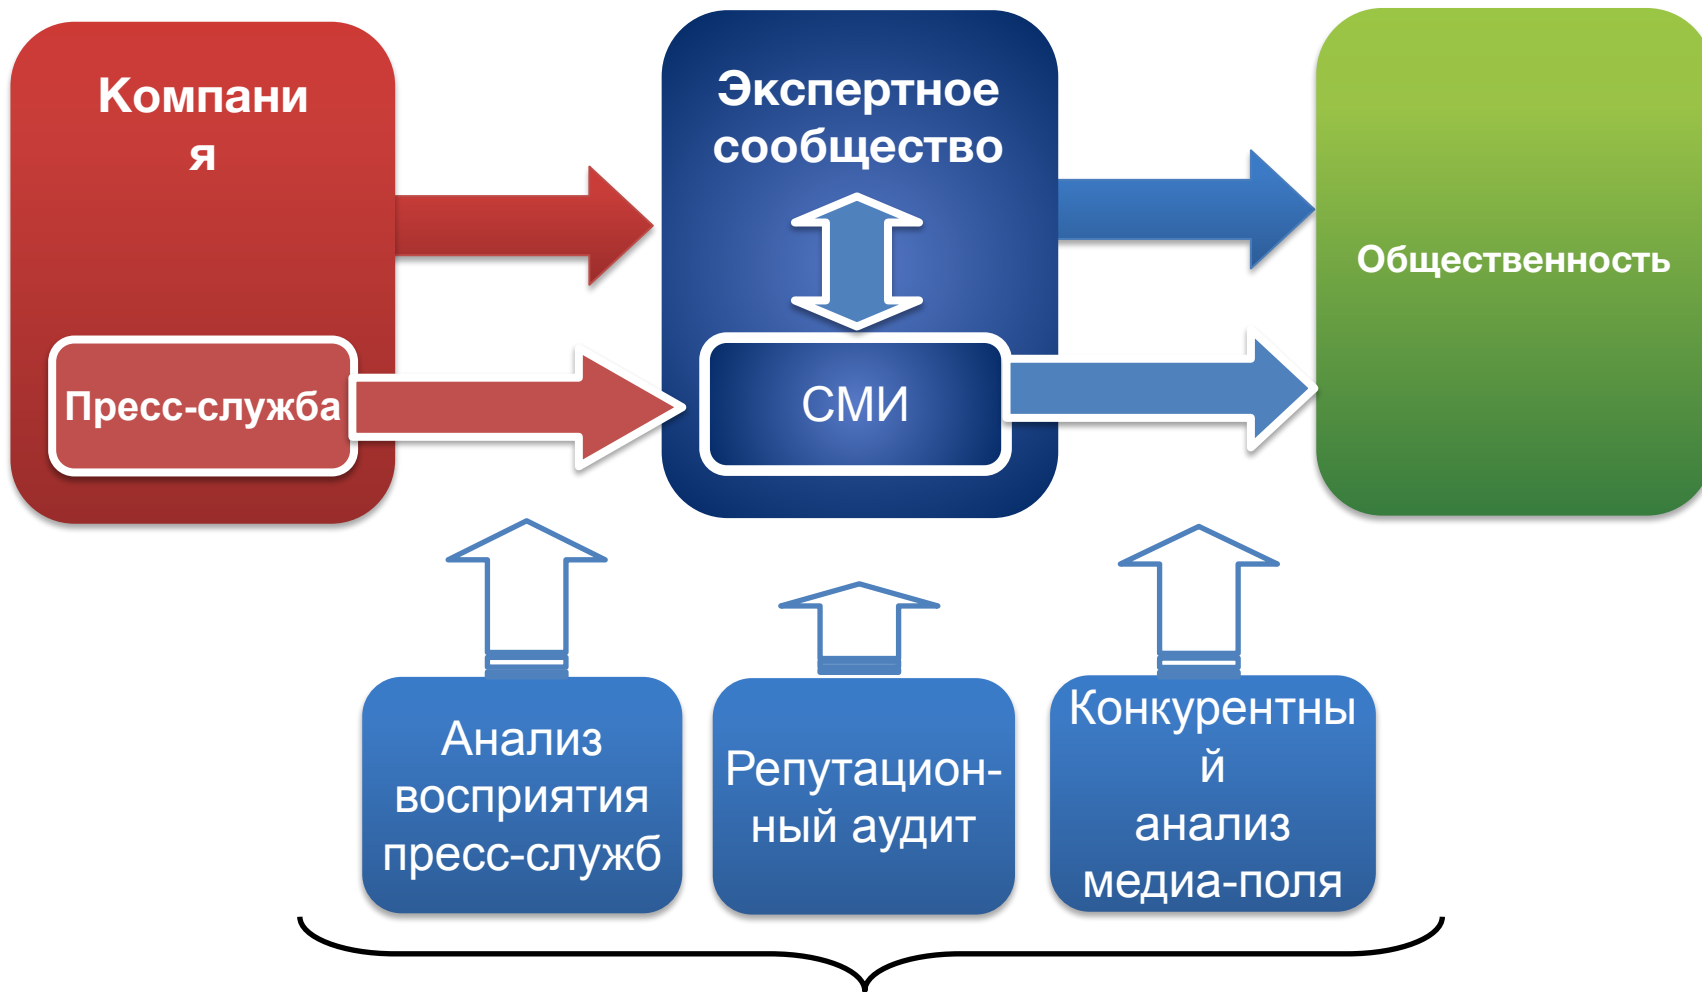 Компани
я
Экспертное
сообщество
Общественность
Пресс-служба
СМИ
Анализ
восприятия
пресс-служб
Репутацион-
ный аудит
Конкурентны
й
анализ
медиа-поля